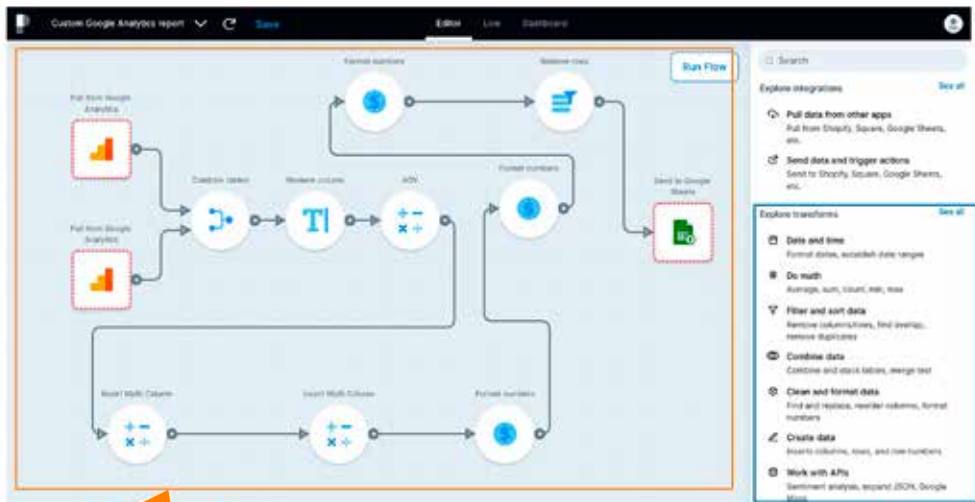 Custom Google Analytics report
Save
Editor
Live
Dashboard
Run Flow
Pull from Google
Analytics
Pull from Google
Analytics
Combine tables
Rename column
AOV
Format numbers
Remove rows
Format numbers
Send to Google
Sheets
Insert Math Column
Insert Math Column
Format numbers
Search
Explore integrations
See all
Pull data from other apps
Pull from Shopify, Square, Google Sheets,
etc.
Send data and trigger actions
Send to Shopify, Square, Google Sheets,
etc.
Explore transforms
See all
Date and time
Format dates, establish date ranges
Do math
Average, sum, count, min, max
Filter and sort data
Remove columns/rows, find overlap,
remove duplicates
Combine data
Combine and stack tables, merge text
Clean and format data
Find and replace, reorder columns, format
numbers
Create data
Inserts columns, rows, and row numbers
Work with APIs
Sentiment analysis, expand JSON, Google
Maps